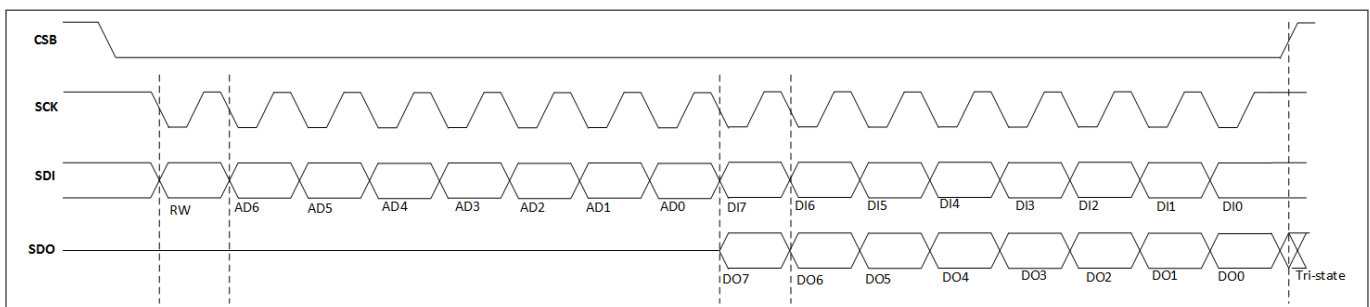 CSB
SCK
SDI
RW AD6 AD5 AD4 AD3 AD2 AD1 AD0 DI7 DI6 DI5 DI4 DI3 DI2 DI1 DI0
SDO
DO7 DO6 DO5 DO4 DO3 DO2 DO1 DO0 Tri-state